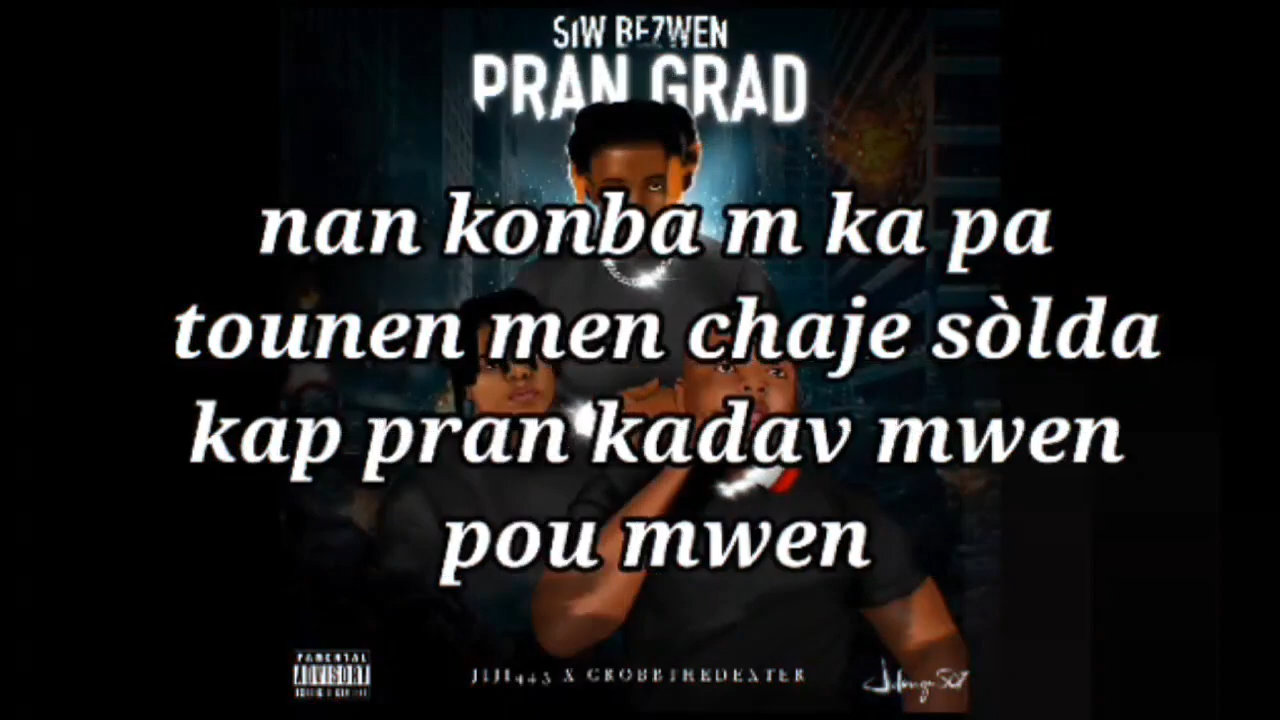 SIW BEZWEN
PRAN GRAD
nan konba m ka pa
tounen men chaje sòlda
kap pran kadav mwen
pou mwen
PARENTAL
ADVISORY